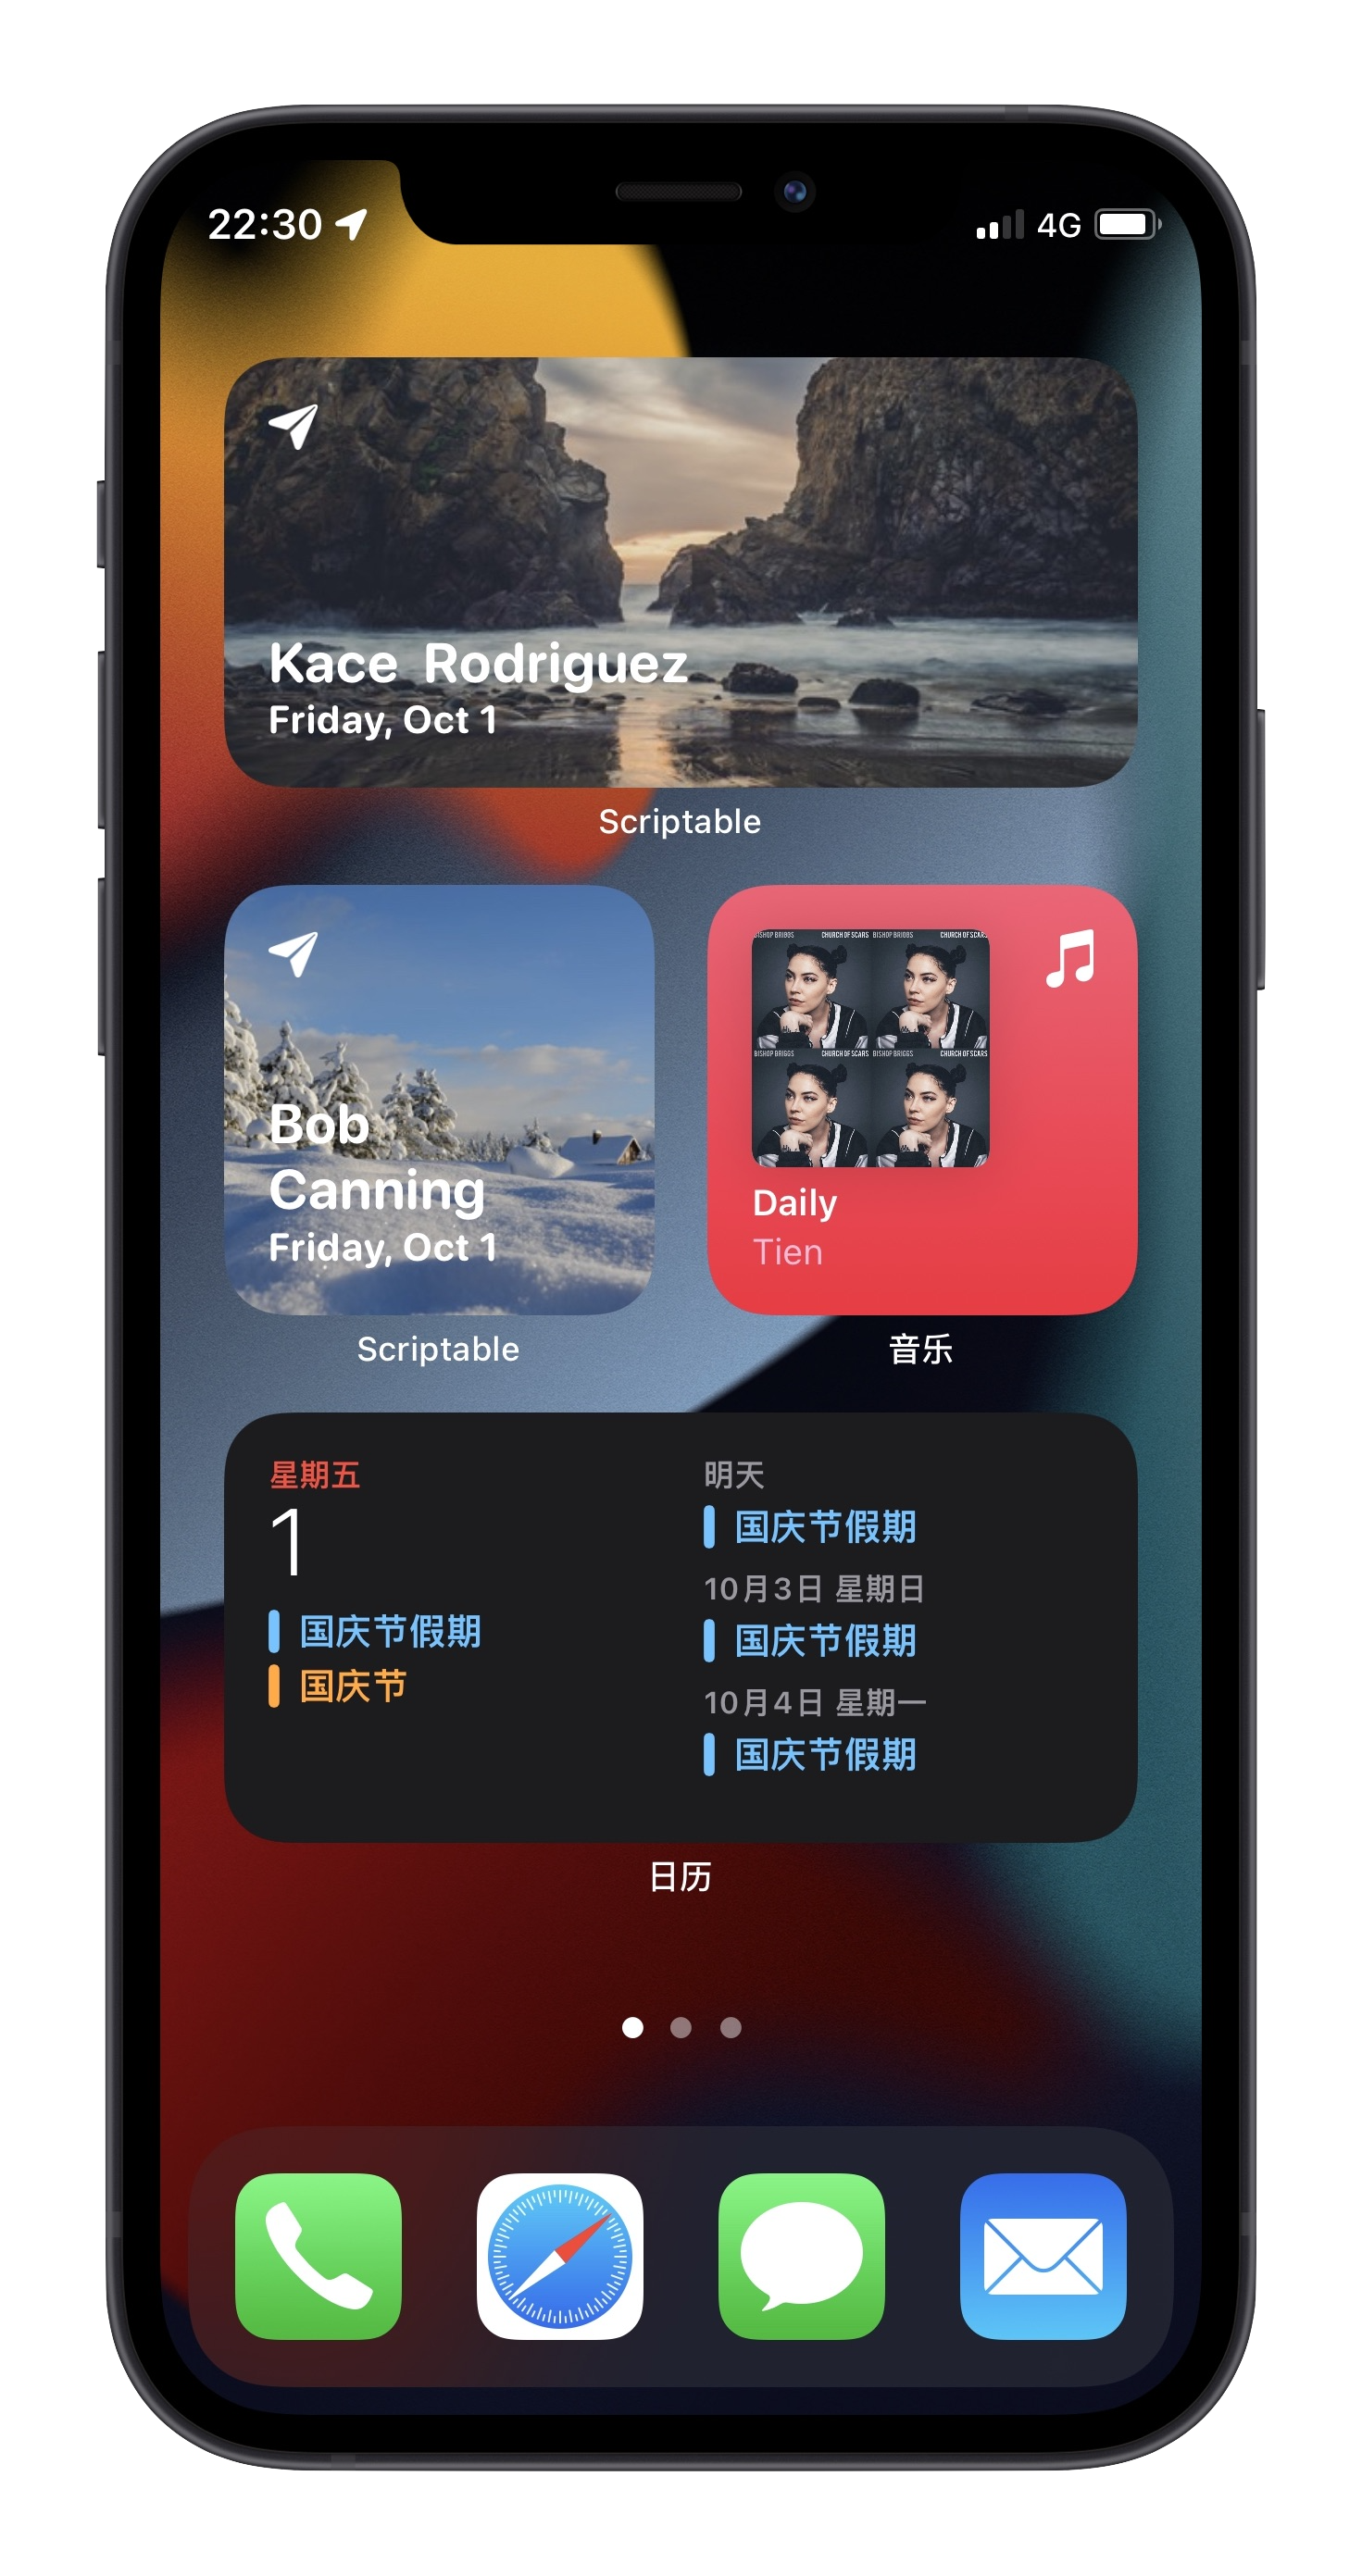 22:30
4G
Kace Rodriguez
Friday, Oct 1
Scriptable
BISHOP BRIGGS CHURCH OF SCARS BISHOP BRIGGS CHURCH OF SCARS
BISHOP BRIGGS CHURCH OF SCARS BISHOP BRIGGS CHURCH OF SCARS
Bob
Canning
Friday, Oct 1
Daily
Tien
Scriptable
音乐
星期五
1
国庆节假期
国庆节
明天
国庆节假期
10月3日 星期日
国庆节假期
10月4日 星期一
国庆节假期
日历